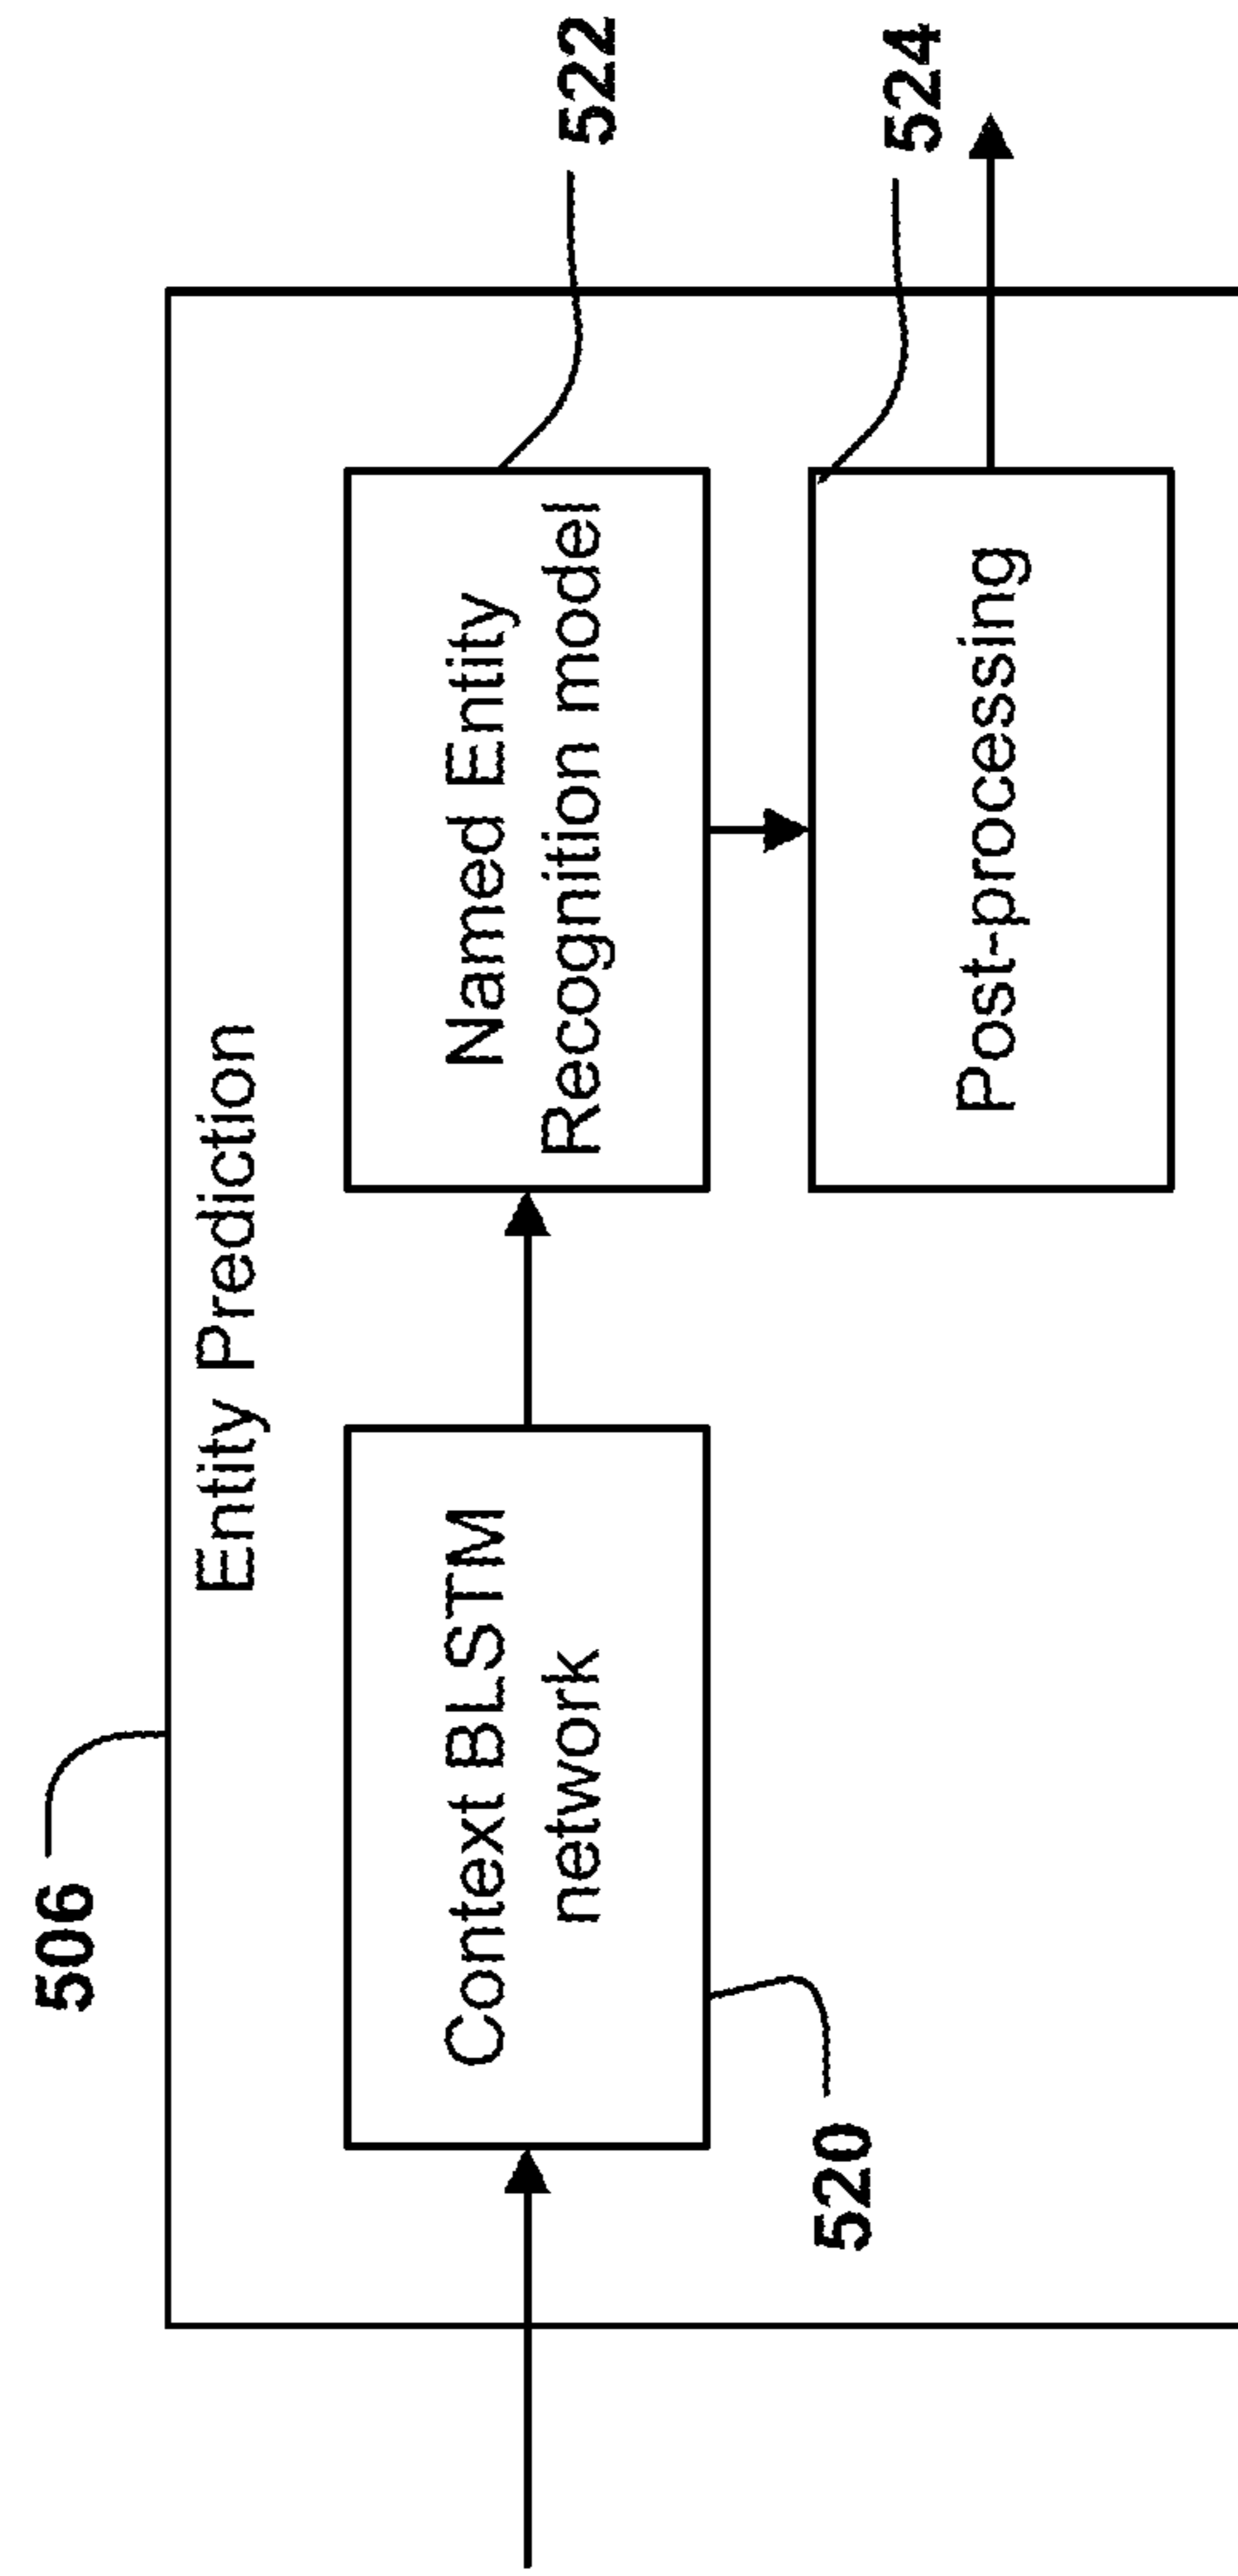 506
Entity Prediction
Context BLSTM
network
520
Named Entity
Recognition model
522
Post-processing
524